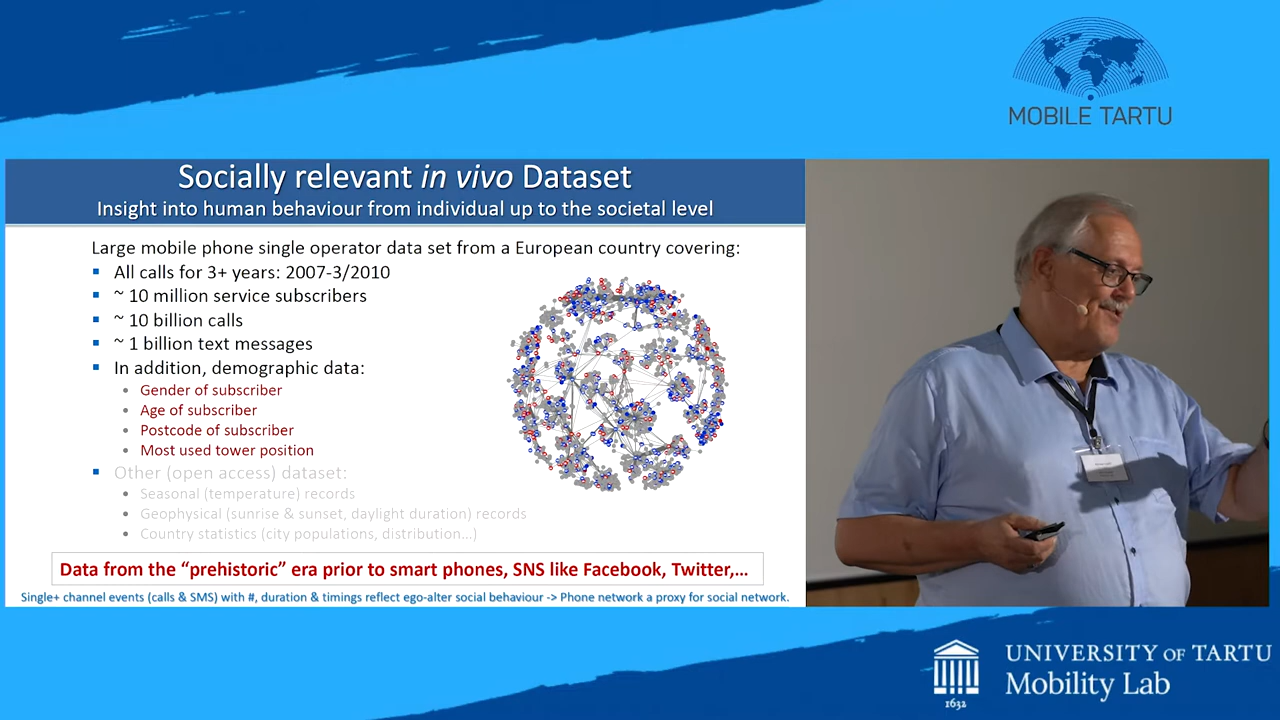 MOBILE TARTU
Socially relevant in vivo Dataset
Insight into human behaviour from individual up to the societal level
Large mobile phone single operator data set from a European country covering:
▪ All calls for 3+ years: 2007-3/2010
▪ ~ 10 million service subscribers
▪ ~ 10 billion calls
▪ ~ 1 billion text messages
▪ In addition, demographic data:
• Gender of subscriber
• Age of subscriber
• Postcode of subscriber
• Most used tower position
▪ Other (open access) dataset:
• Seasonal (temperature) records
• Geophysical (sunrise & sunset, daylight duration) records
• Country statistics (city populations, distribution...)
Data from the “prehistoric” era prior to smart phones, SNS like Facebook, Twitter,...
Single+ channel events (calls & SMS) with #, duration & timings reflect ego-alter social behaviour -> Phone network a proxy for social network.
UNIVERSITY OF TARTU
Mobility Lab
1632